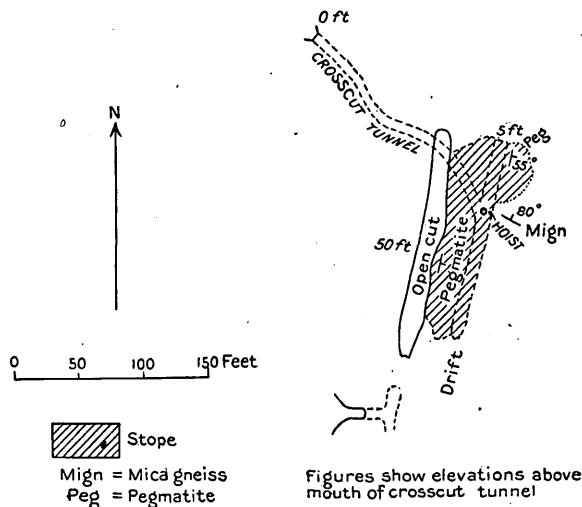 0 ft
CROSSCUT TUNNEL
N
5 ft
Peg
55°
80°
Mign
HOIST
50 ft
Open cut
Pegmatite
Drift
0 50 100 150 Feet
Stope
Mign = Mica gneiss
Peg = Pegmatite
Figures show elevations above
mouth of crosscut tunnel